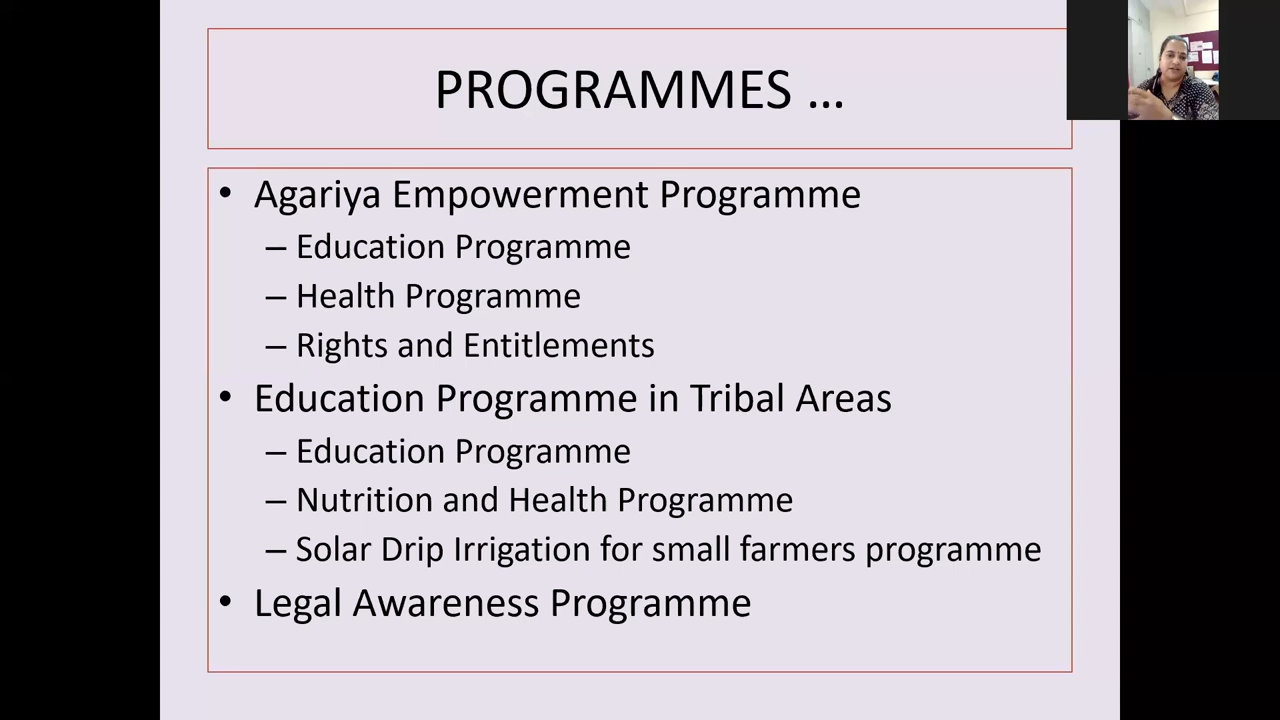 PROGRAMMES ...
• Agariya Empowerment Programme
– Education Programme
– Health Programme
– Rights and Entitlements
• Education Programme in Tribal Areas
– Education Programme
– Nutrition and Health Programme
– Solar Drip Irrigation for small farmers programme
• Legal Awareness Programme